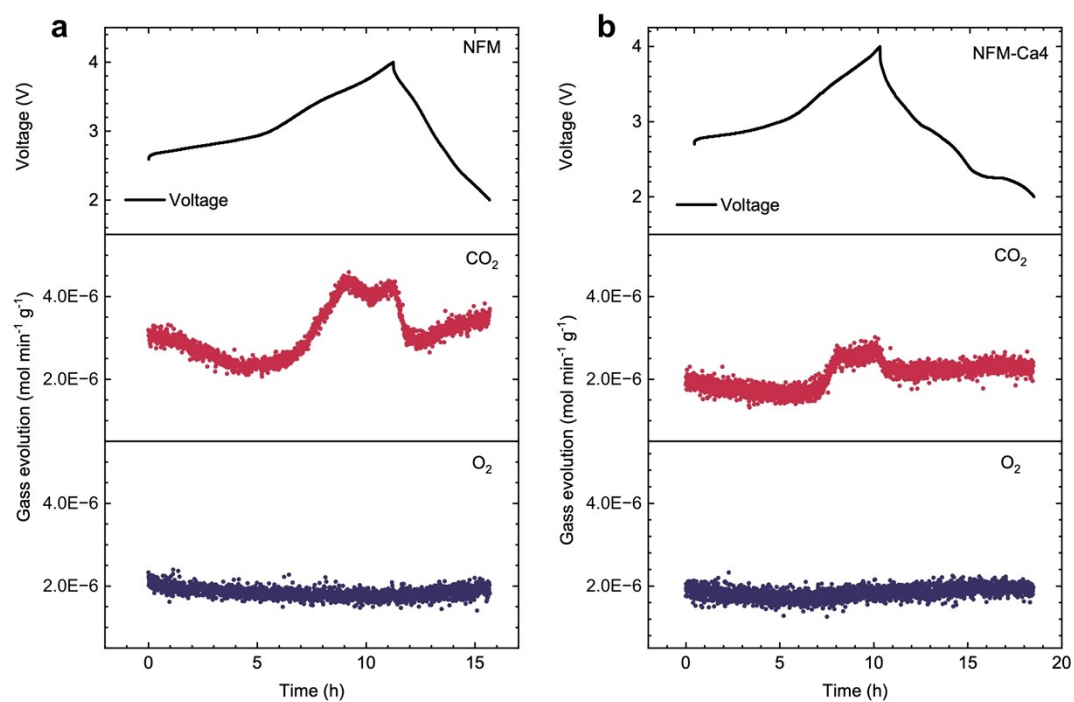 a
NFM
4
3
2
Voltage (V)
Voltage
CO₂
4.0E−6
2.0E−6
O₂
4.0E−6
2.0E−6
Gass evolution (mol min⁻¹ g⁻¹)
0 5 10 15
Time (h)
b
NFM-Ca4
4
3
2
Voltage (V)
Voltage
CO₂
4.0E−6
2.0E−6
O₂
4.0E−6
2.0E−6
Gass evolution (mol min⁻¹ g⁻¹)
0 5 10 15 20
Time (h)